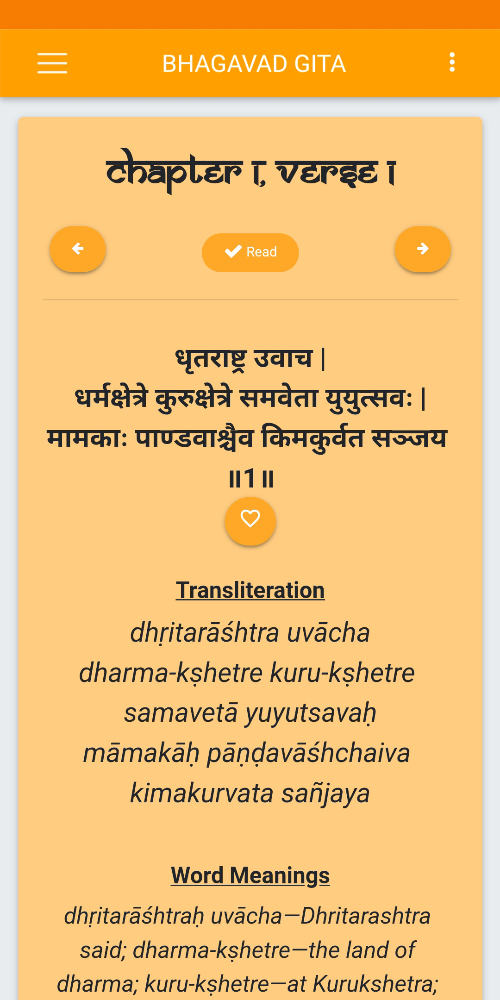 BHAGAVAD GITA
Chapter 1, Verse 1
Read
धृतराष्ट्र उवाच |
धर्मक्षेत्रे कुरुक्षेत्रे समवेता युयुत्सवः |
मामकाः पाण्डवाश्चैव किमकुर्वत सञ्जय
॥1॥
Transliteration
dhṛitarāśhtra uvācha
dharma-kṣhetre kuru-kṣhetre
samavetā yuyutsavaḥ
māmakāḥ pāṇḍavāśhchaiva
kimakurvata sañjaya
Word Meanings
dhṛitarāśhtraḥ uvācha—Dhritarashtra
said; dharma-kṣhetre—the land of
dharma; kuru-kṣhetre—at Kurukshetra;